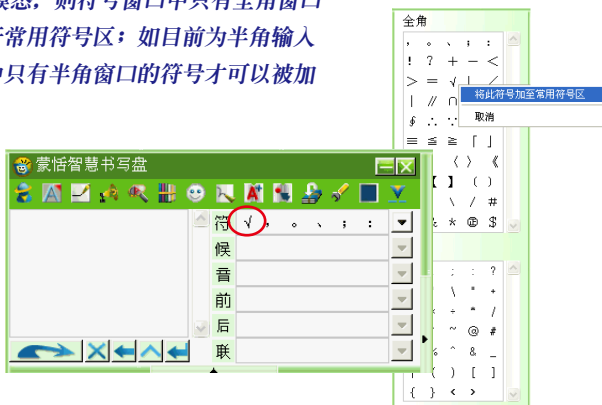 则符号窗口中只有全角窗口
常用符号区；如目前为半角输入
只有半角窗口的符号才可以被加
全角
， 。 、 ； ：
！ ？ ＋ － ＜
＞ ＝ √
将此符号加至常用符号区
｜ ∥ ∩
取消
∮ ∴ ∵
≡ ≦ ≧ 「 」
〈 〉 《
】 （ ）
＼ ／ ＃
＊ ＄
蒙恬智慧书写盘
符 √ ， 。 、 ； ：
候
音
前
后
联
; : ?
\ " +
÷ = /
~ @ #
% ^ & _
( ) [ ]
{ } < >